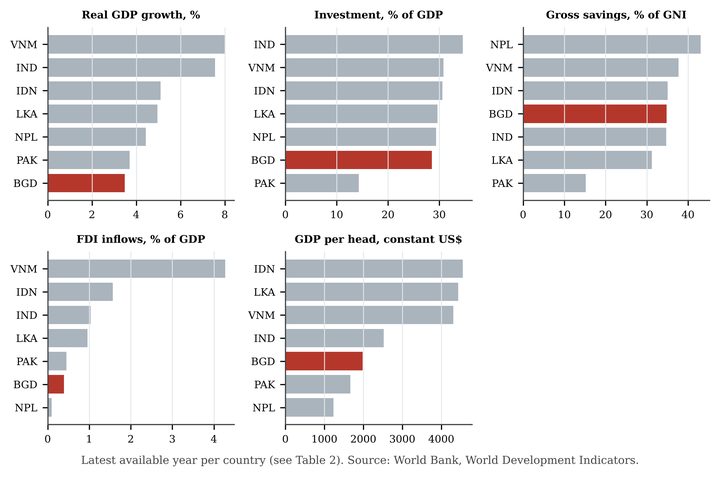 Real GDP growth, %
VNM
IND
IDN
LKA
NPL
PAK
BGD
0 2 4 6 8
Investment, % of GDP
IND
VNM
IDN
LKA
NPL
BGD
PAK
0 10 20 30
Gross savings, % of GNI
NPL
VNM
IDN
BGD
IND
LKA
PAK
0 10 20 30 40
FDI inflows, % of GDP
VNM
IDN
IND
LKA
PAK
BGD
NPL
0 1 2 3 4
GDP per head, constant US$
IDN
LKA
VNM
IND
BGD
PAK
NPL
0 1000 2000 3000 4000
Latest available year per country (see Table 2). Source: World Bank, World Development Indicators.